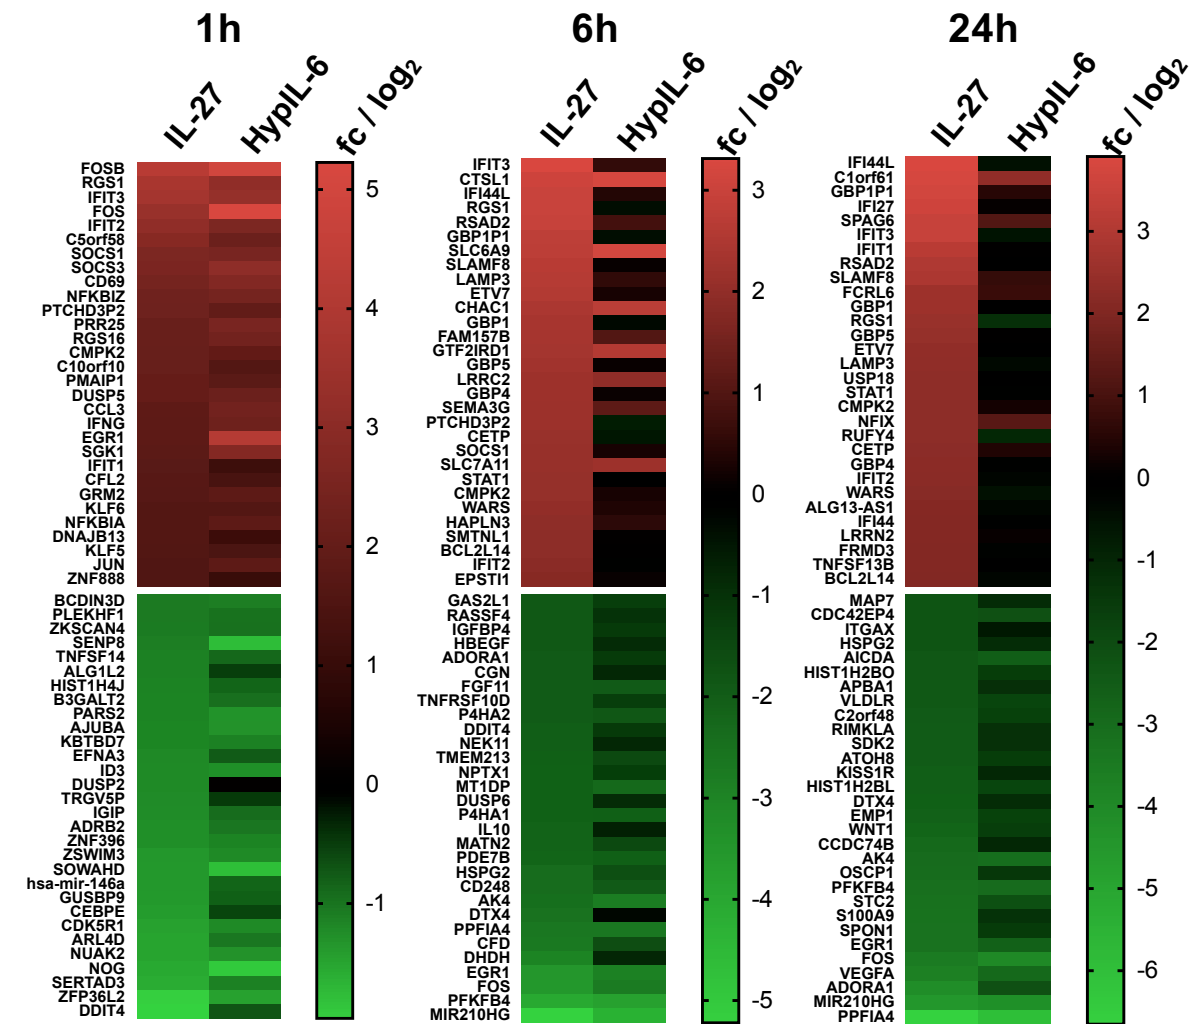 1h
IL-27
HypIL-6
fc / log₂
FOSB
RGS1
IFIT3
FOS
IFIT2
C5orf58
SOCS1
SOCS3
CD69
NFKBIZ
PTCHD3P2
PRR25
RGS16
CMPK2
C10orf10
PMAIP1
DUSP5
CCL3
IFNG
EGR1
SGK1
IFIT1
CFL2
GRM2
KLF6
NFKBIA
DNAJB13
KLF5
JUN
ZNF888
BCDIN3D
PLEKHF1
ZKSCAN4
SENP8
TNFSF14
ALG1L2
HIST1H4J
B3GALT2
PARS2
AJUBA
KBTBD7
EFNA3
ID3
DUSP2
TRGV5P
IGIP
ADRB2
ZNF396
ZSWIM3
SOWAHD
hsa-mir-146a
GUSBP9
CEBPE
CDK5R1
ARL4D
NUAK2
NOG
SERTAD3
ZFP36L2
DDIT4
5
4
3
2
1
0
-1
6h
IL-27
HypIL-6
fc / log₂
IFIT3
CTSL1
IFI44L
RGS1
RSAD2
GBP1P1
SLC6A9
SLAMF8
LAMP3
ETV7
CHAC1
GBP1
FAM157B
GTF2IRD1
GBP5
LRRC2
GBP4
SEMA3G
PTCHD3P2
CETP
SOCS1
SLC7A11
STAT1
CMPK2
WARS
HAPLN3
SMTNL1
BCL2L14
IFIT2
EPSTI1
GAS2L1
RASSF4
IGFBP4
HBEGF
ADORA1
CGN
FGF11
TNFRSF10D
P4HA2
DDIT4
NEK11
TMEM213
NPTX1
MT1DP
DUSP6
P4HA1
IL10
MATN2
PDE7B
HSPG2
CD248
AK4
DTX4
PPFIA4
CFD
DHDH
EGR1
FOS
PFKFB4
MIR210HG
3
2
1
0
-1
-2
-3
-4
-5
24h
IL-27
HypIL-6
fc / log₂
IFI44L
C1orf61
GBP1P1
IFI27
SPAG6
IFIT3
IFIT1
RSAD2
SLAMF8
FCRL6
GBP1
RGS1
GBP5
ETV7
LAMP3
USP18
STAT1
CMPK2
NFIX
RUFY4
CETP
GBP4
IFIT2
WARS
ALG13-AS1
IFI44
LRRN2
FRMD3
TNFSF13B
BCL2L14
MAP7
CDC42EP4
ITGAX
HSPG2
AICDA
HIST1H2BO
APBA1
VLDLR
C2orf48
RIMKLA
SDK2
ATOH8
KISS1R
HIST1H2BL
DTX4
EMP1
WNT1
CCDC74B
AK4
OSCP1
PFKFB4
STC2
S100A9
SPON1
EGR1
FOS
VEGFA
ADORA1
MIR210HG
PPFIA4
3
2
1
0
-1
-2
-3
-4
-5
-6